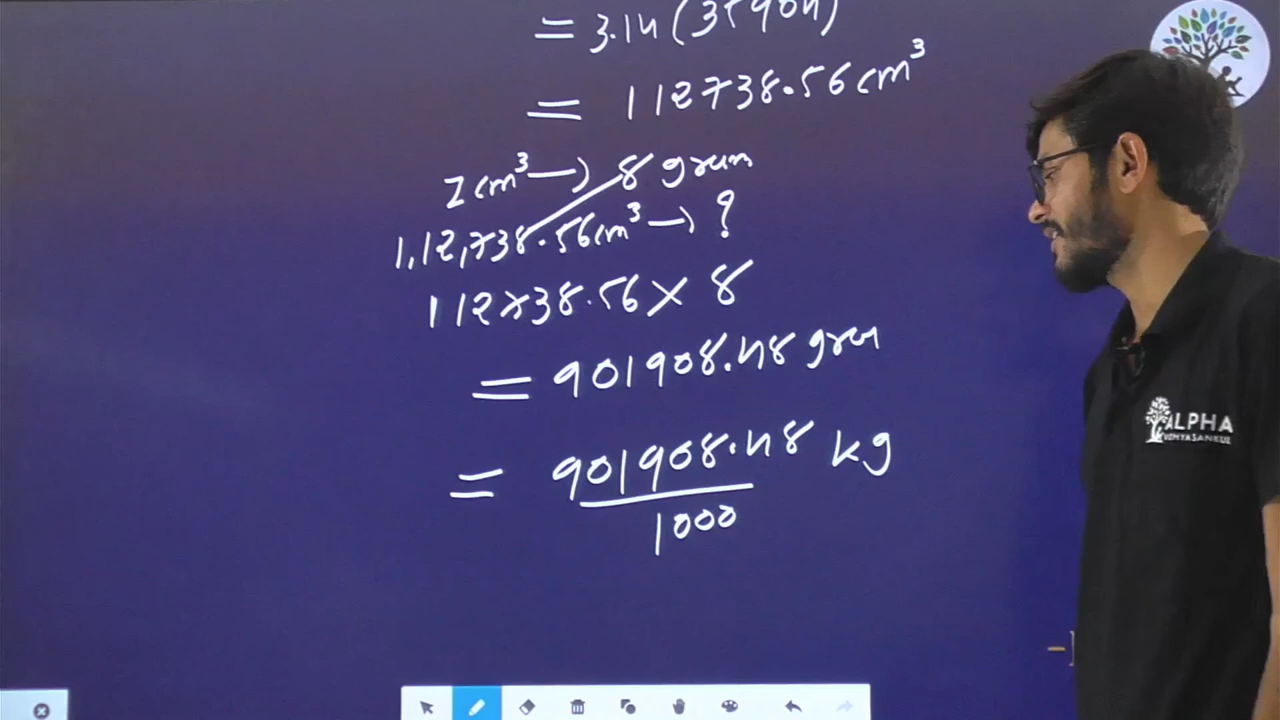 = 3.14 (35904)
= 112738.56 cm³
1 cm³ → 8 gram
1,12,738.56 cm³ → ?
112738.56 × 8
= 901908.48 gram
= 901908.48 kg
1000
ALPHA
VIDHYASANKUL